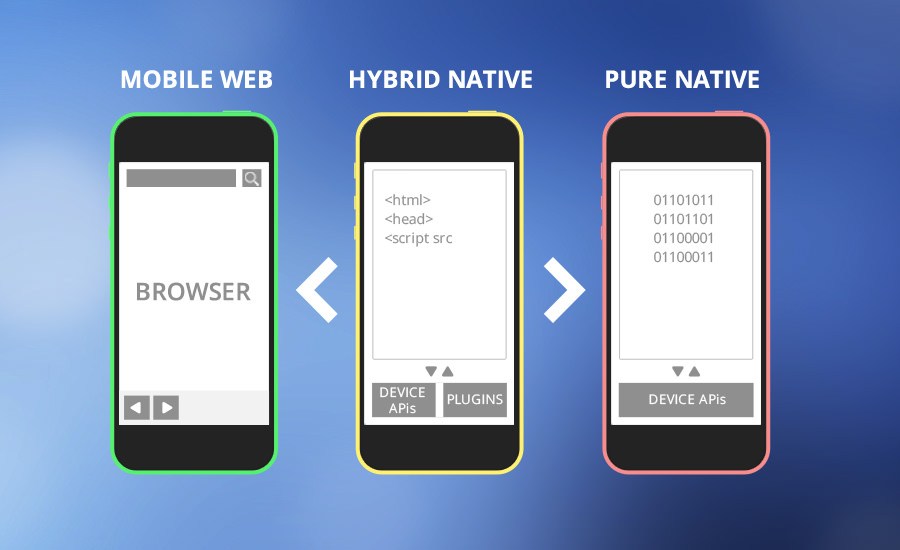 MOBILE WEB
BROWSER
HYBRID NATIVE
<html>
<head>
<script src
DEVICE
APis
PLUGINS
PURE NATIVE
01101011
01101101
01100001
01100011
DEVICE APis